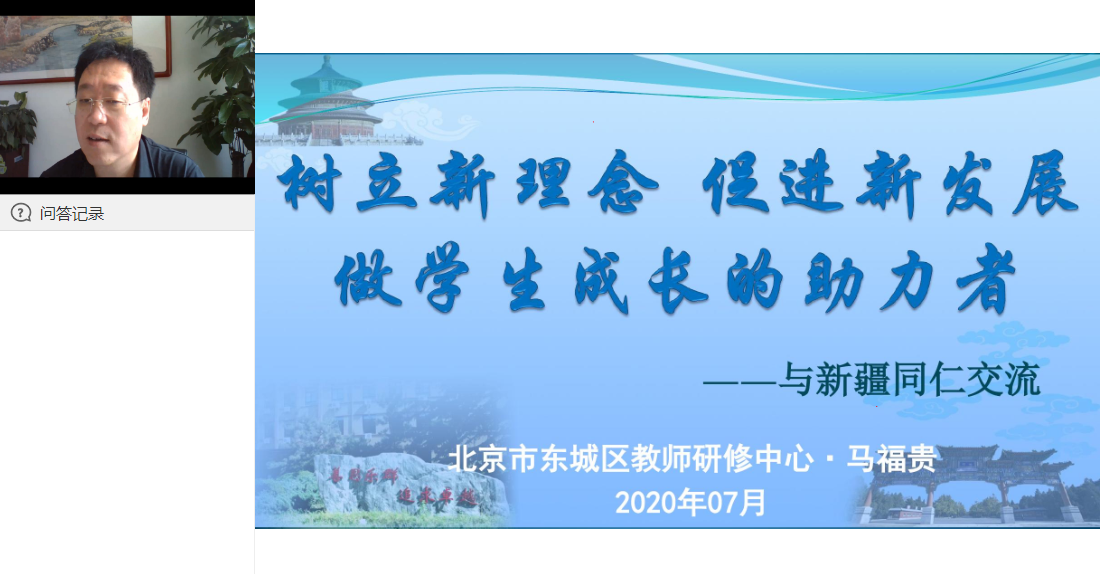 问答记录
树立新理念 促进新发展
做学生成长的助力者
——与新疆同仁交流
北京市东城区教师研修中心·马福贵
2020年07月